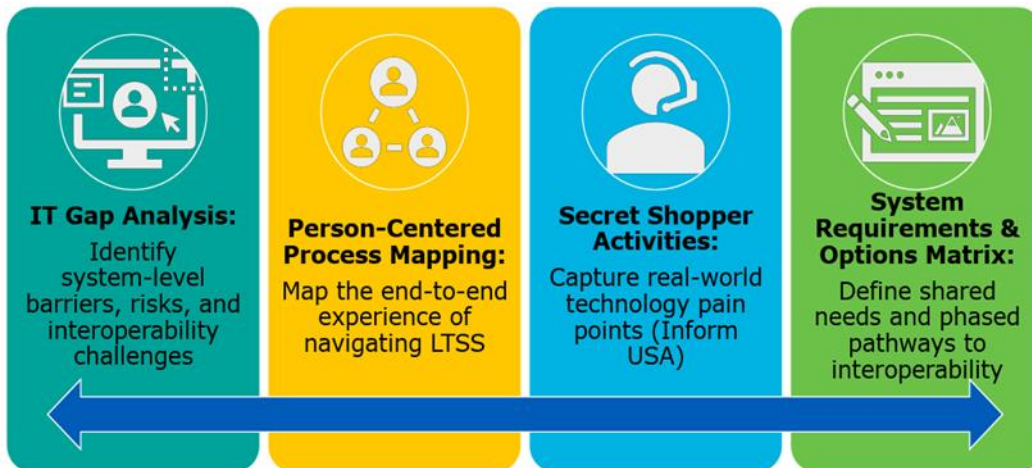 IT Gap Analysis:
Identify
system-level
barriers, risks, and
interoperability
challenges
Person-Centered
Process Mapping:
Map the end-to-end
experience of
navigating LTSS
Secret Shopper
Activities:
Capture real-world
technology pain
points (Inform
USA)
System
Requirements &
Options Matrix:
Define shared
needs and phased
pathways to
interoperability